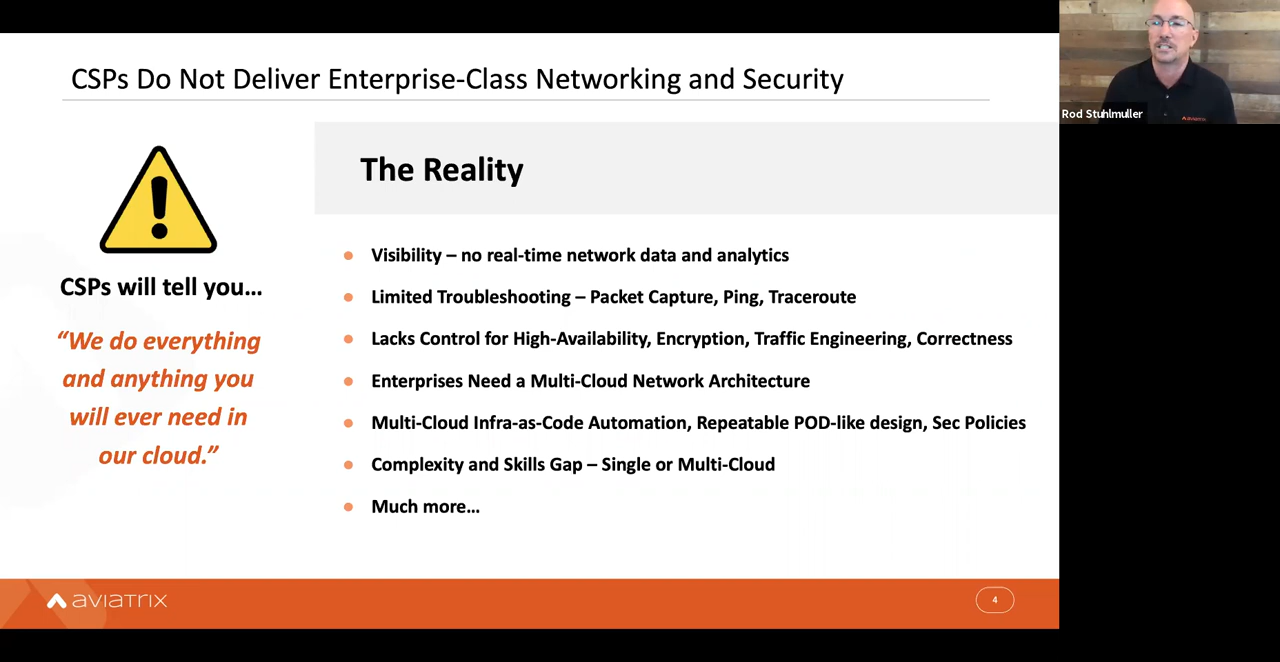 CSPs Do Not Deliver Enterprise-Class Networking and Security
Rod Stuhlmuller
aviatrix
The Reality
CSPs will tell you...
“We do everything
and anything you
will ever need in
our cloud.”
Visibility – no real-time network data and analytics
Limited Troubleshooting – Packet Capture, Ping, Traceroute
Lacks Control for High-Availability, Encryption, Traffic Engineering, Correctness
Enterprises Need a Multi-Cloud Network Architecture
Multi-Cloud Infra-as-Code Automation, Repeatable POD-like design, Sec Policies
Complexity and Skills Gap – Single or Multi-Cloud
Much more...
aviatrix
4